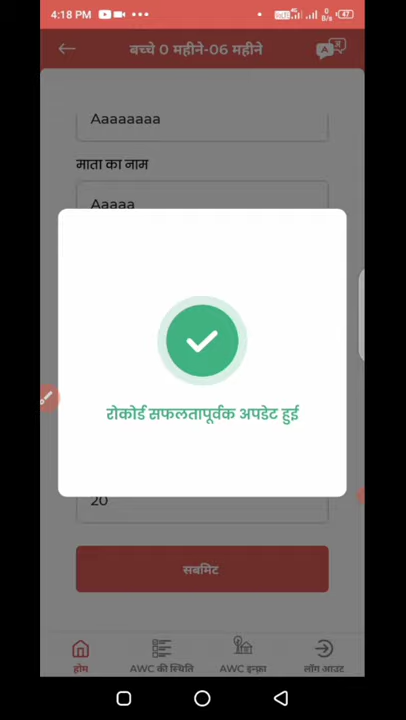 4:18 PM
47
बच्चे 0 महीने-06 महीने
Aaaaaaaa
माता का नाम
Aaaaa
रोकोर्ड सफलतापूर्वक अपडेट हुई
20
सबमिट
होम
AWC की स्थिति
AWC इन्फ्रा
लॉग आउट